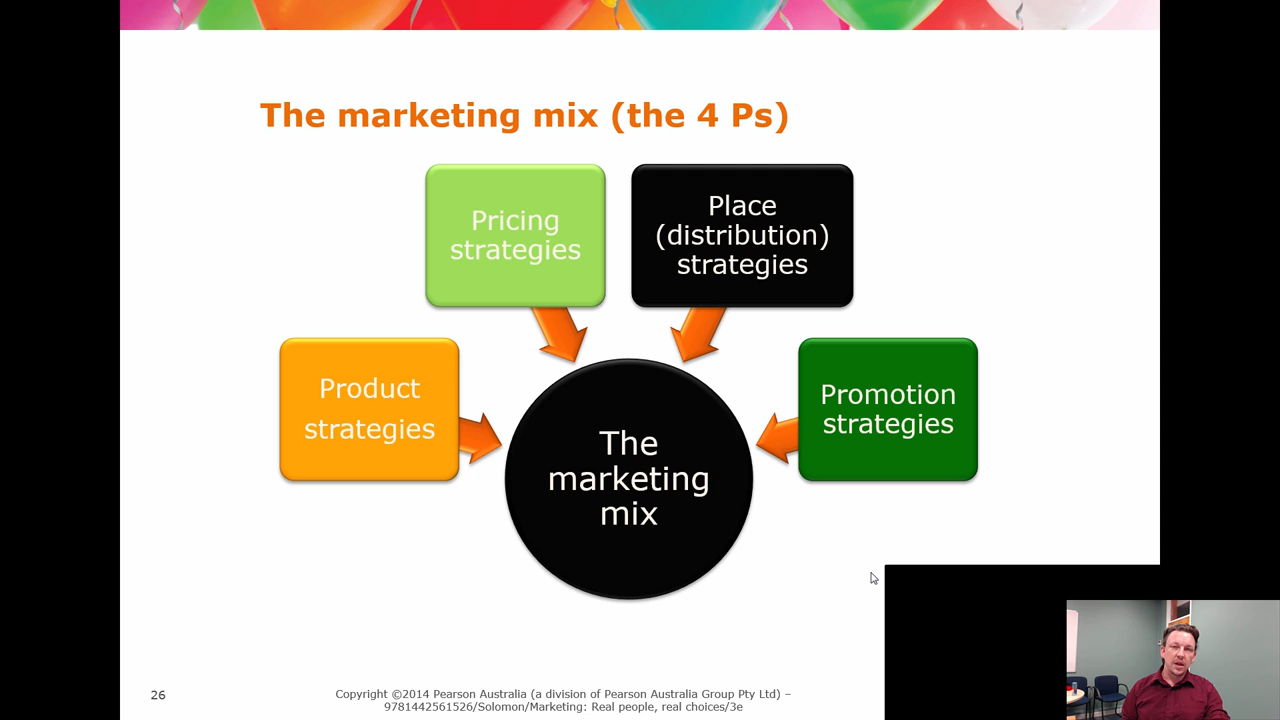 The marketing mix (the 4 Ps)
Pricing
strategies
Place
(distribution)
strategies
Product
strategies
Promotion
strategies
The
marketing
mix
26
Copyright ©2014 Pearson Australia (a division of Pearson Australia Group Pty Ltd) –
9781442561526/Solomon/Marketing: Real people, real choices/3e